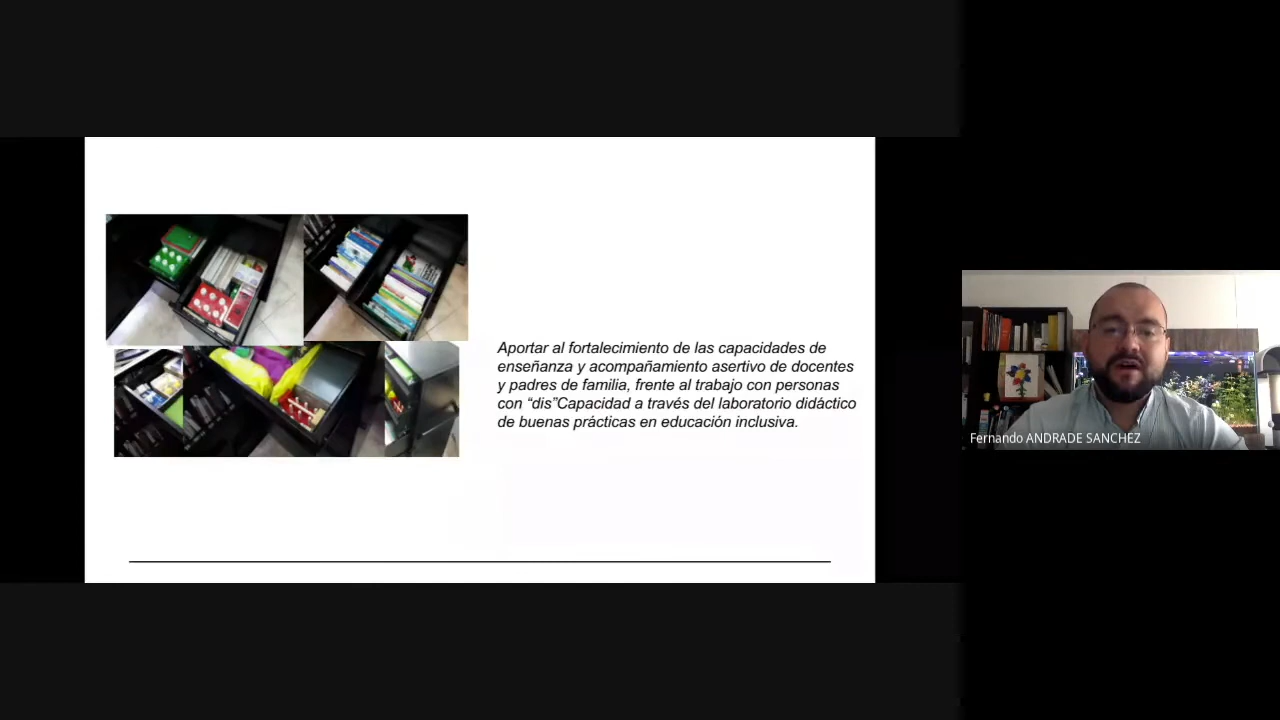 Aportar al fortalecimiento de las capacidades de
enseñanza y acompañamiento asertivo de docentes
y padres de familia, frente al trabajo con personas
con “dis”Capacidad a través del laboratorio didáctico
de buenas prácticas en educación inclusiva.
Fernando ANDRADE SANCHEZ